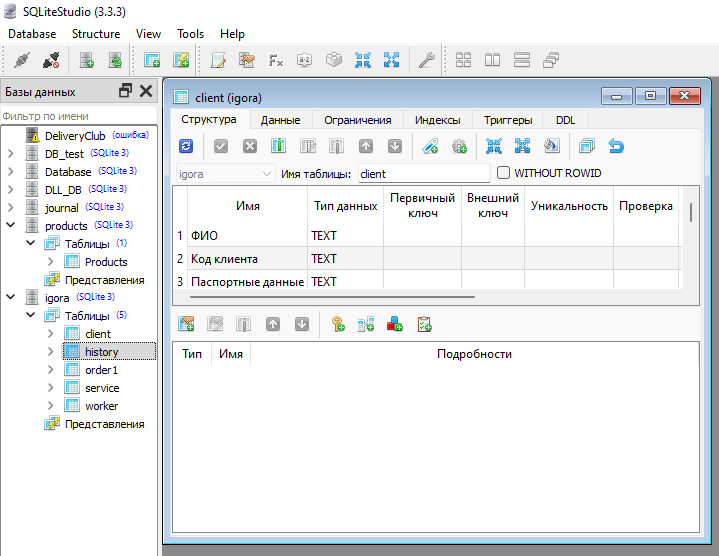 SQLiteStudio (3.3.3)
Database Structure View Tools Help
Базы данных
Фильтр по имени
DeliveryClub (ошибка)
DB_test (SQLite 3)
Database (SQLite 3)
DLL_DB (SQLite 3)
journal (SQLite 3)
products (SQLite 3)
Таблицы (1)
Products
Представления
igora (SQLite 3)
Таблицы (5)
client
history
order1
service
worker
Представления
client (igora)
Структура Данные Ограничения Индексы Триггеры DDL
igora Имя таблицы: client WITHOUT ROWID
Имя Тип данных Первичный ключ Внешний ключ Уникальность Проверка
1 ФИО TEXT
2 Код клиента TEXT
3 Паспортные данные TEXT
Тип Имя Подробности